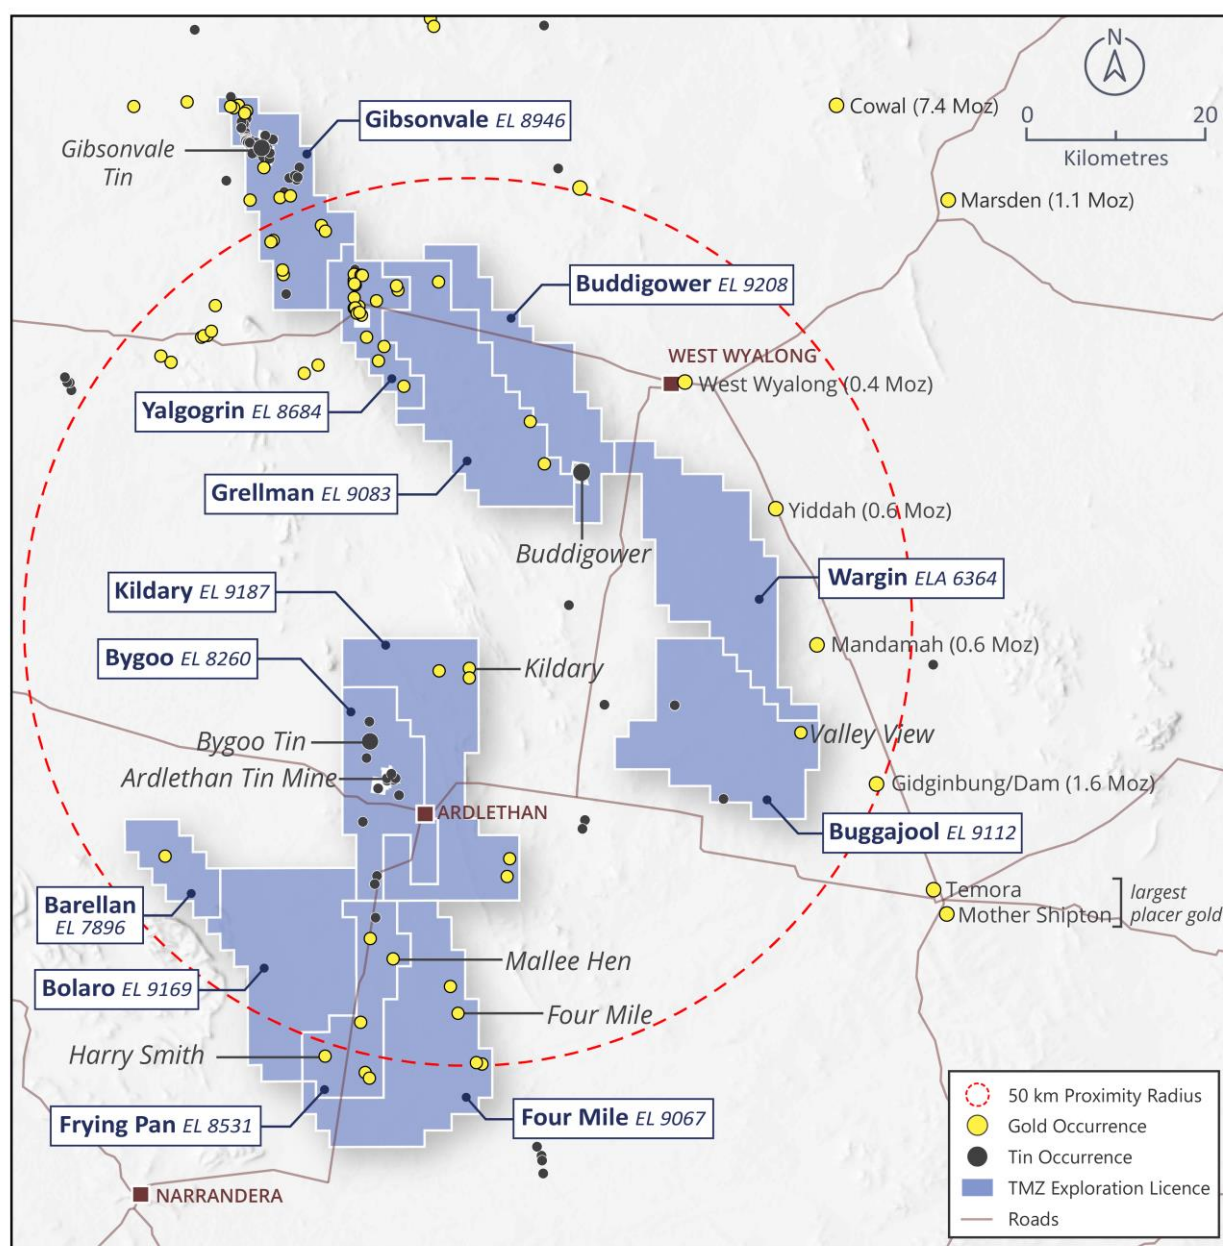 N
0
20
Kilometres
Cowal (7.4 Moz)
Gibsonvale EL 8946
Gibsonvale
Tin
Marsden (1.1 Moz)
Buddigower EL 9208
WEST WYALONG
West Wyalong (0.4 Moz)
Yalgogrin EL 8684
Grellman EL 9083
Yiddah (0.6 Moz)
Buddigower
Kildary EL 9187
Wargin ELA 6364
Bygoo EL 8260
Mandamah (0.6 Moz)
Kildary
Bygoo Tin
Valley View
Ardlethan Tin Mine
Gidginbung/Dam (1.6 Moz)
ARDLETHAN
Buggajool EL 9112
Barellan
EL 7896
Temora
Mother Shipton
largest
placer gold
Mallee Hen
Bolaro EL 9169
Four Mile
Harry Smith
Frying Pan EL 8531
Four Mile EL 9067
NARRANDERA
50 km Proximity Radius
Gold Occurrence
Tin Occurrence
TMZ Exploration Licence
Roads